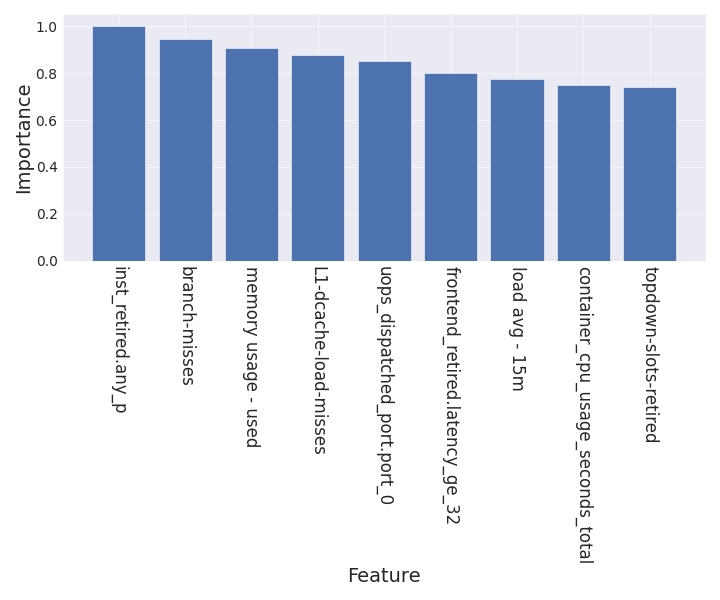 1.0
0.8
0.6
0.4
0.2
0.0
Importance
inst_retired.any_p
branch-misses
memory usage - used
L1-dcache-load-misses
uops_dispatched_port.port_0
frontend_retired.latency_ge_32
load avg - 15m
container_cpu_usage_seconds_total
topdown-slots-retired
Feature